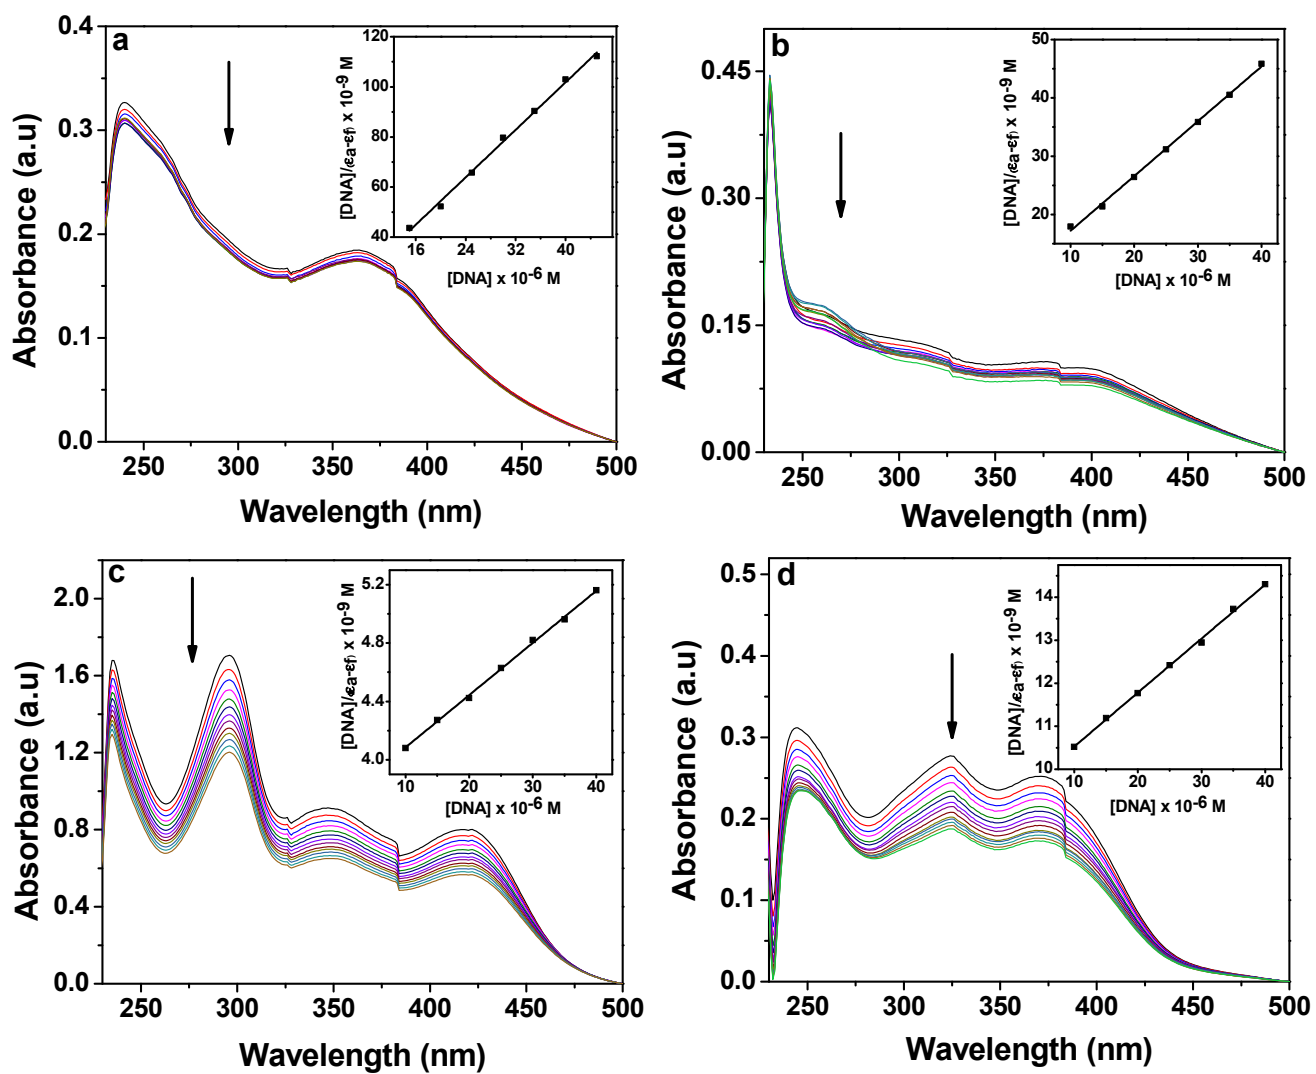 a
0.4
0.3
0.2
0.1
0.0
250 300 350 400 450 500
Absorbance (a.u)
Wavelength (nm)
120
100
80
60
40
16 20 24 28 32 36 40 44
[DNA]/(εa-εf) x 10-9 M
[DNA] x 10-6 M
b
0.45
0.30
0.15
0.00
250 300 350 400 450 500
Absorbance (a.u)
Wavelength (nm)
50
40
30
20
10 20 30 40
[DNA]/(εa-εf) x 10-9 M
[DNA] x 10-6 M
c
2.0
1.6
1.2
0.8
0.4
0.0
250 300 350 400 450 500
Absorbance (a.u)
Wavelength (nm)
5.2
4.8
4.4
4.0
10 20 30 40
[DNA]/(εa-εf) x 10-9 M
[DNA] x 10-6 M
d
0.5
0.4
0.3
0.2
0.1
0.0
250 300 350 400 450 500
Absorbance (a.u)
Wavelength (nm)
14
13
12
11
10
10 20 30 40
[DNA]/(εa-εf) x 10-9 M
[DNA] x 10-6 M